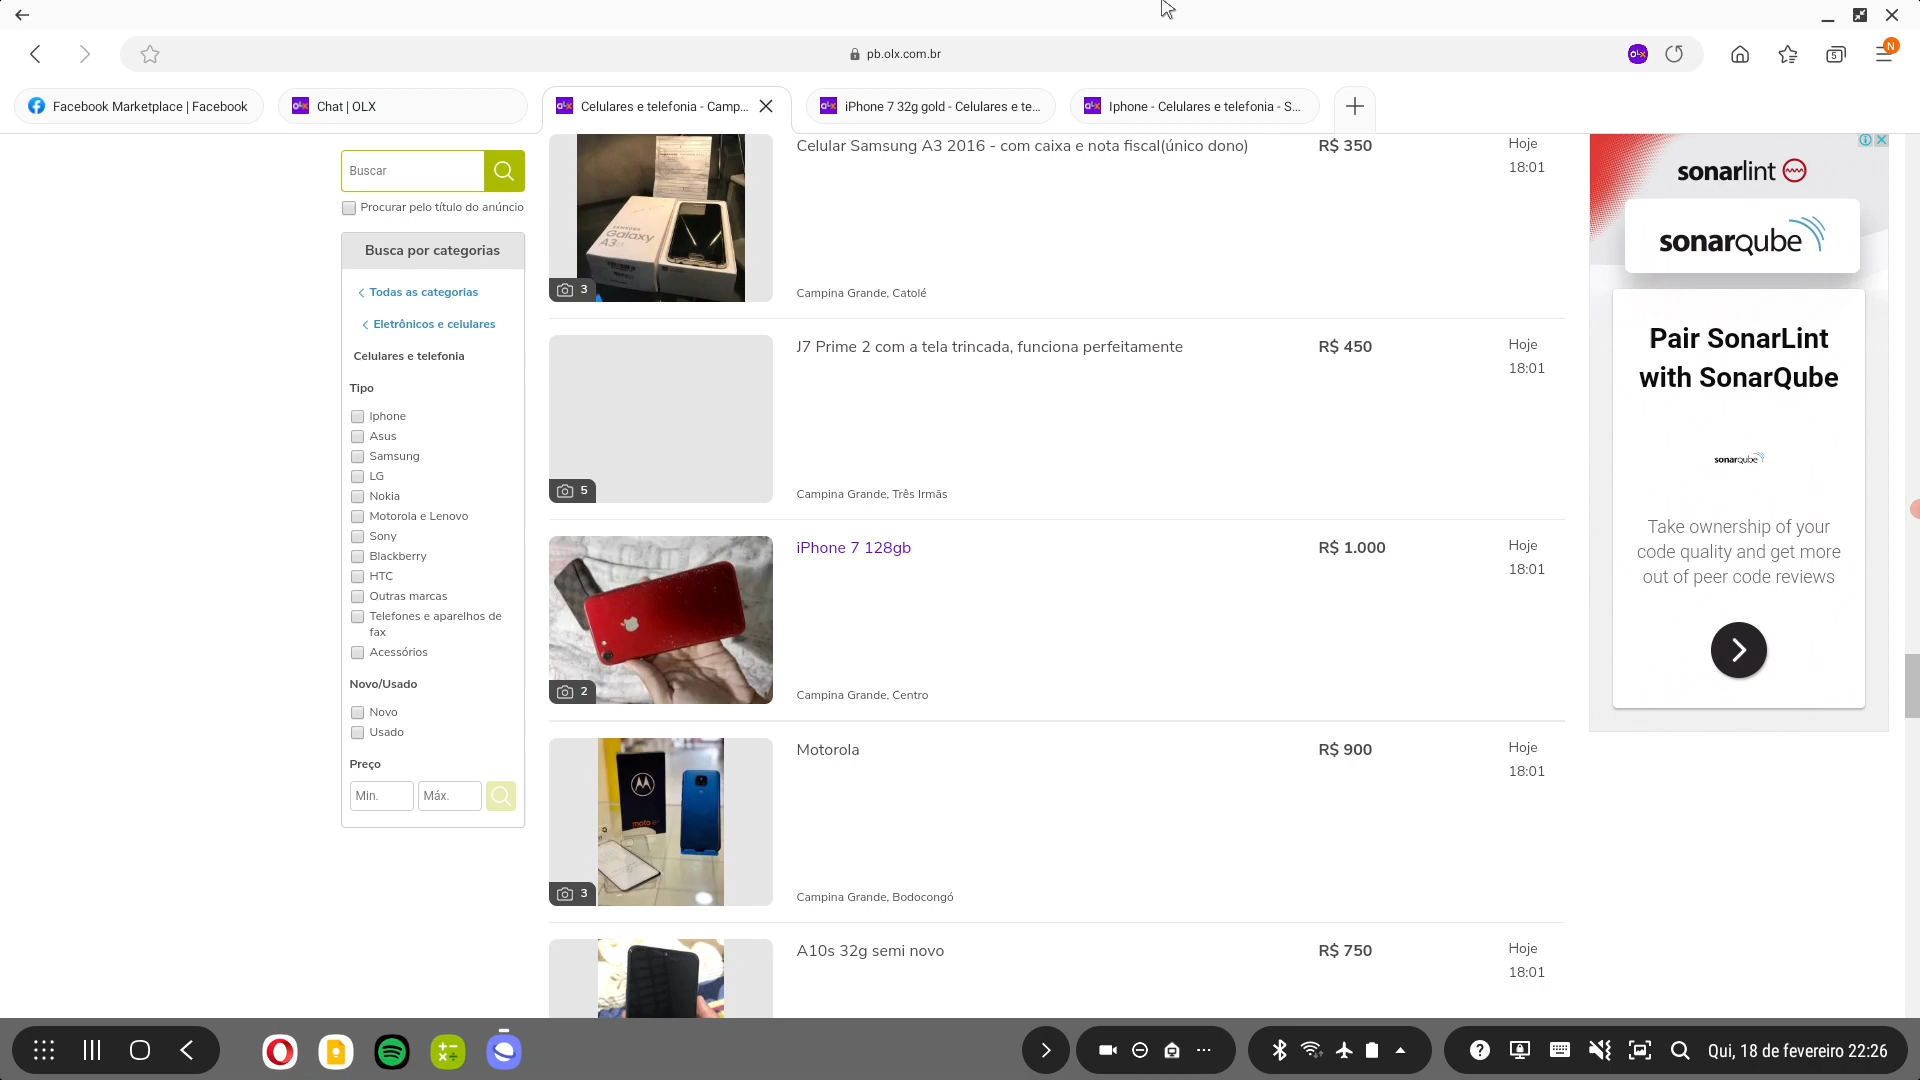 pb.olx.com.br
5
N
Facebook Marketplace | Facebook
Chat | OLX
Celulares e telefonia - Camp...
iPhone 7 32g gold - Celulares e te...
Iphone - Celulares e telefonia - S...
Buscar
Procurar pelo título do anúncio
Busca por categorias
Todas as categorias
Eletrônicos e celulares
Celulares e telefonia
Tipo
Iphone
Asus
Samsung
LG
Nokia
Motorola e Lenovo
Sony
Blackberry
HTC
Outras marcas
Telefones e aparelhos de
fax
Acessórios
Novo/Usado
Novo
Usado
Preço
Min.
Máx.
Celular Samsung A3 2016 - com caixa e nota fiscal(único dono)
R$ 350
Hoje
18:01
SAMSUNG
Galaxy
A3
3
Campina Grande, Catolé
J7 Prime 2 com a tela trincada, funciona perfeitamente
R$ 450
Hoje
18:01
5
Campina Grande, Três Irmãs
iPhone 7 128gb
R$ 1.000
Hoje
18:01
2
Campina Grande, Centro
Motorola
R$ 900
Hoje
18:01
3
Campina Grande, Bodocongó
A10s 32g semi novo
R$ 750
Hoje
18:01
sonarlint
sonarqube
Pair SonarLint
with SonarQube
sonarqube
Take ownership of your
code quality and get more
out of peer code reviews
Qui, 18 de fevereiro 22:26